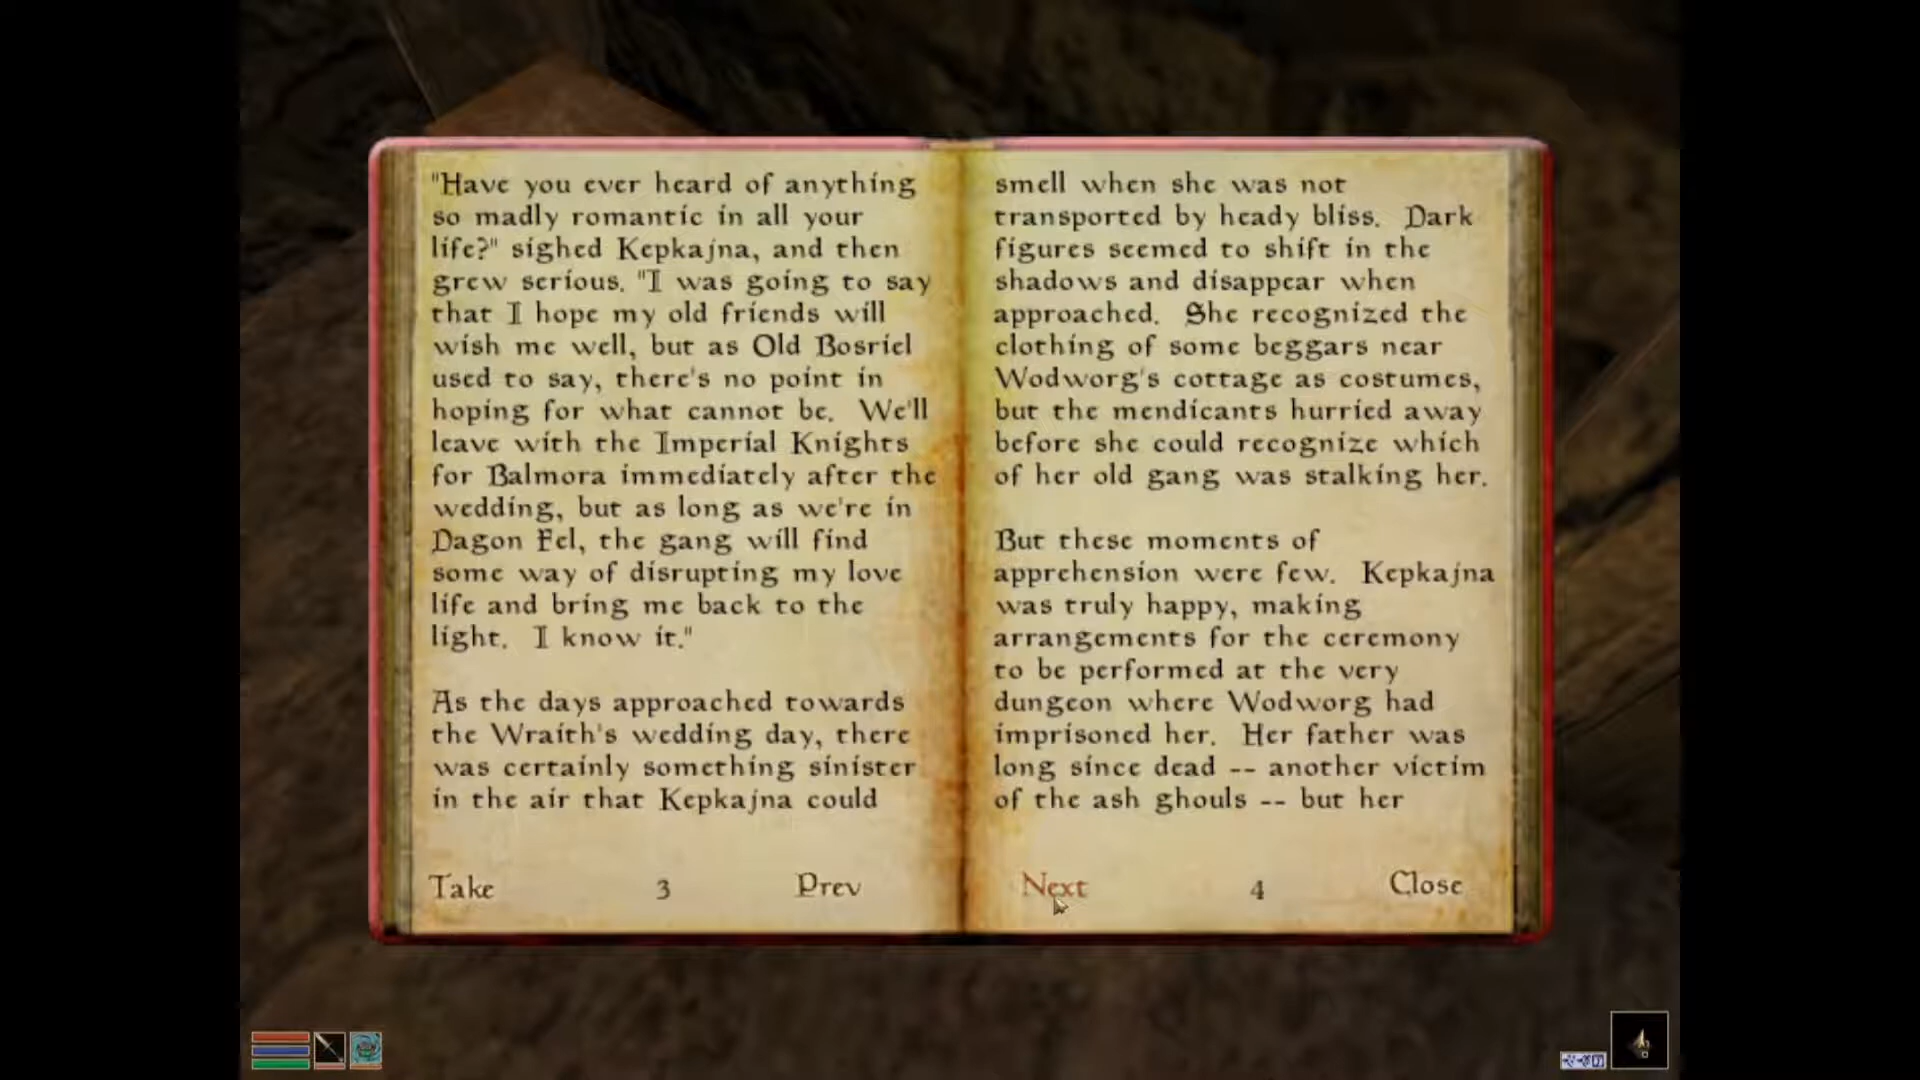 "Have you ever heard of anything
so madly romantic in all your
life?" sighed Kepkajna, and then
grew serious. "I was going to say
that I hope my old friends will
wish me well, but as Old Bosriel
used to say, there's no point in
hoping for what cannot be.  We'll
leave with the Imperial Knights
for Balmora immediately after the
wedding, but as long as we're in
Dagon Fel, the gang will find
some way of disrupting my love
life and bring me back to the
light.  I know it."
As the days approached towards
the Wraith's wedding day, there
was certainly something sinister
in the air that Kepkajna could
smell when she was not
transported by heady bliss.  Dark
figures seemed to shift in the
shadows and disappear when
approached.  She recognized the
clothing of some beggars near
Wodworg's cottage as costumes,
but the mendicants hurried away
before she could recognize which
of her old gang was stalking her.
But these moments of
apprehension were few.  Kepkajna
was truly happy, making
arrangements for the ceremony
to be performed at the very
dungeon where Wodworg had
imprisoned her.  Her father was
long since dead -- another victim
of the ash ghouls -- but her
Take 3 Prev Next 4 Close